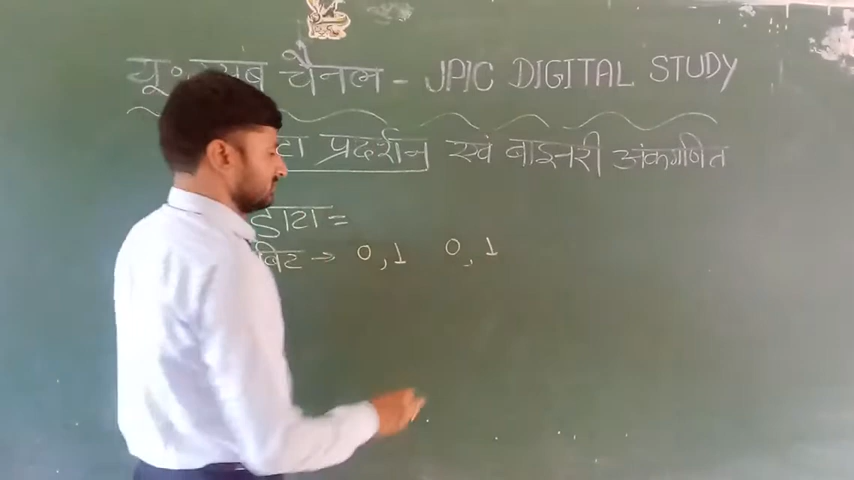 यू॰ ट्यूब चैनल - JPIC DIGITAL STUDY
प्रदर्शन एवं बाइनरी अंकगणित
डाटा =
बिट → 0,1 0,1